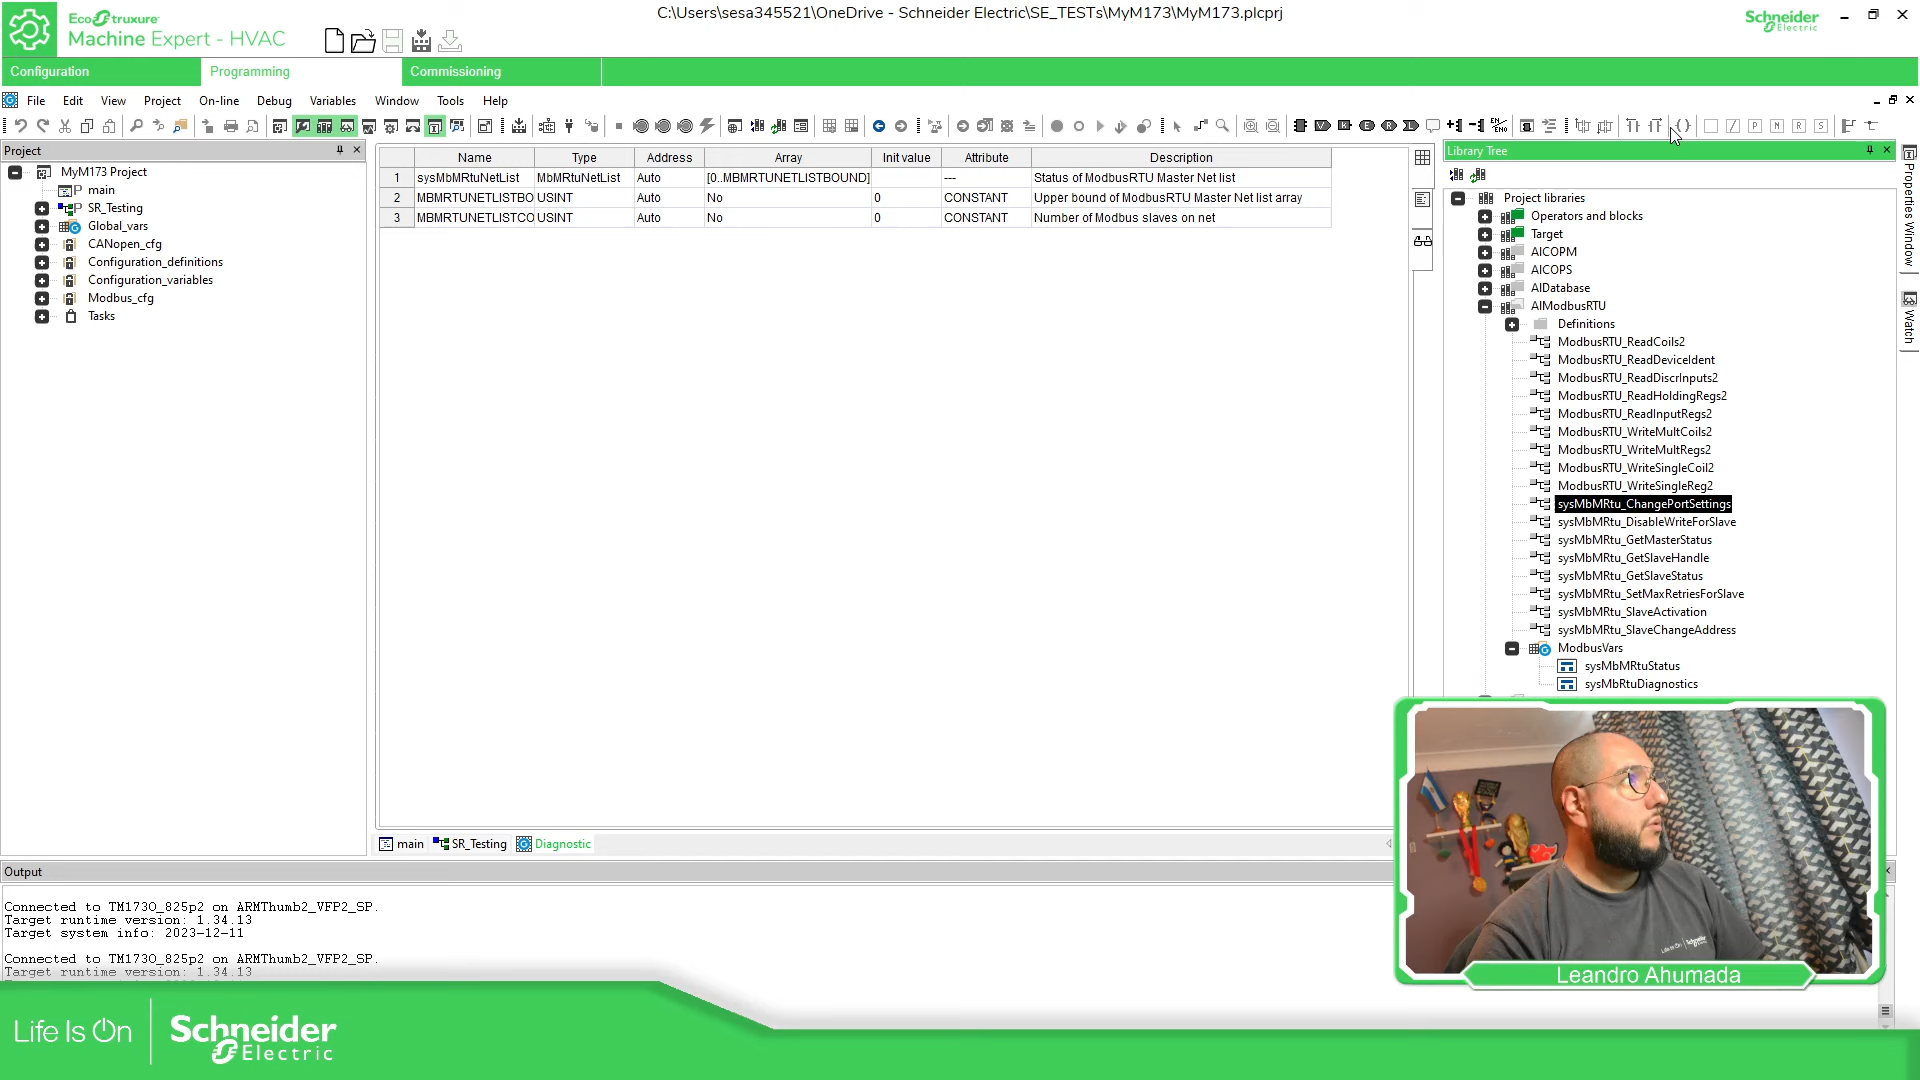 EcoStruxure
Machine Expert - HVAC
C:\Users\sesa345521\OneDrive - Schneider Electric\SE_TESTs\MyM173\MyM173.plcprj
Schneider
Electric
Configuration
Programming
Commissioning
File Edit View Project On-line Debug Variables Window Tools Help
Project
MyM173 Project
main
SR_Testing
Global_vars
CANopen_cfg
Configuration_definitions
Configuration_variables
Modbus_cfg
Tasks
Name Type Address Array Init value Attribute Description
1 sysMbMRtuNetList MbMRtuNetList Auto [0..MBMRTUNETLISTBOUND] --- Status of ModbusRTU Master Net list
2 MBMRTUNETLISTBO USINT Auto No 0 CONSTANT Upper bound of ModbusRTU Master Net list array
3 MBMRTUNETLISTCO USINT Auto No 0 CONSTANT Number of Modbus slaves on net
main SR_Testing Diagnostic
Library Tree
Project libraries
Operators and blocks
Target
AICOPM
AICOPS
AIDatabase
AIModbusRTU
Definitions
ModbusRTU_ReadCoils2
ModbusRTU_ReadDeviceIdent
ModbusRTU_ReadDiscrInputs2
ModbusRTU_ReadHoldingRegs2
ModbusRTU_ReadInputRegs2
ModbusRTU_WriteMultCoils2
ModbusRTU_WriteMultRegs2
ModbusRTU_WriteSingleCoil2
ModbusRTU_WriteSingleReg2
sysMbMRtu_ChangePortSettings
sysMbMRtu_DisableWriteForSlave
sysMbMRtu_GetMasterStatus
sysMbMRtu_GetSlaveHandle
sysMbMRtu_GetSlaveStatus
sysMbMRtu_SetMaxRetriesForSlave
sysMbMRtu_SlaveActivation
sysMbMRtu_SlaveChangeAddress
ModbusVars
sysMbMRtuStatus
sysMbRtuDiagnostics
Properties Window
Watch
Output
Connected to TM173O_825p2 on ARMThumb2_VFP2_SP.
Target runtime version: 1.34.13
Target system info: 2023-12-11
Connected to TM173O_825p2 on ARMThumb2_VFP2_SP.
Target runtime version: 1.34.13
Leandro Ahumada
Life Is On
Schneider
Electric